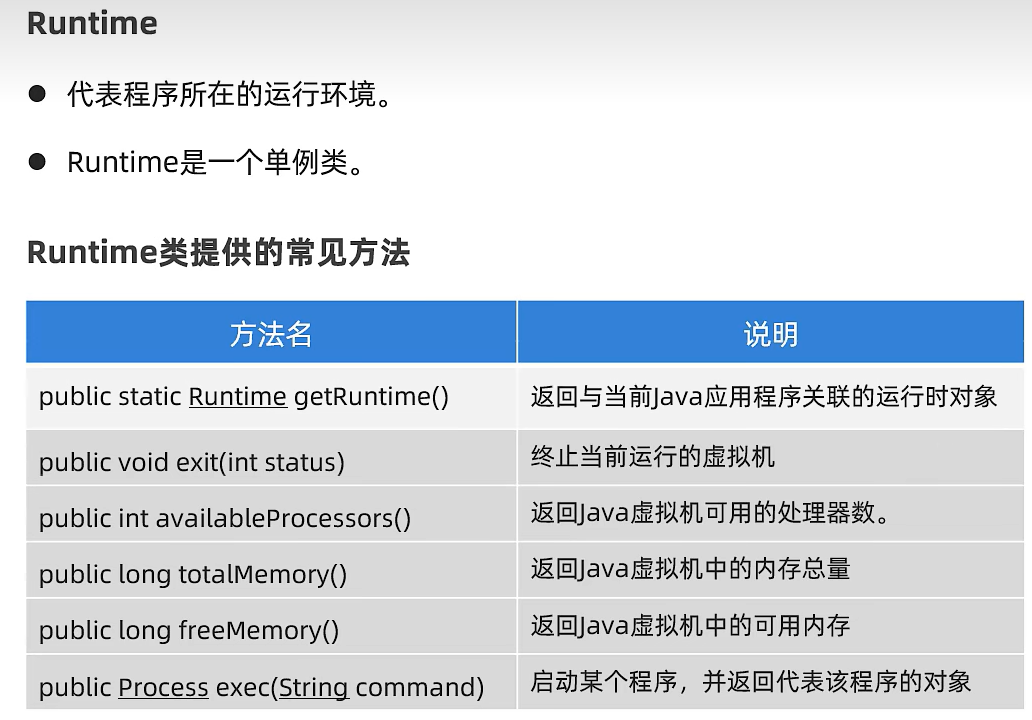 Runtime
● 代表程序所在的运行环境。
● Runtime是一个单例类。
Runtime类提供的常见方法
方法名 说明
public static Runtime getRuntime() 返回与当前Java应用程序关联的运行时对象
public void exit(int status) 终止当前运行的虚拟机
public int availableProcessors() 返回Java虚拟机可用的处理器数。
public long totalMemory() 返回Java虚拟机中的内存总量
public long freeMemory() 返回Java虚拟机中的可用内存
public Process exec(String command) 启动某个程序，并返回代表该程序的对象